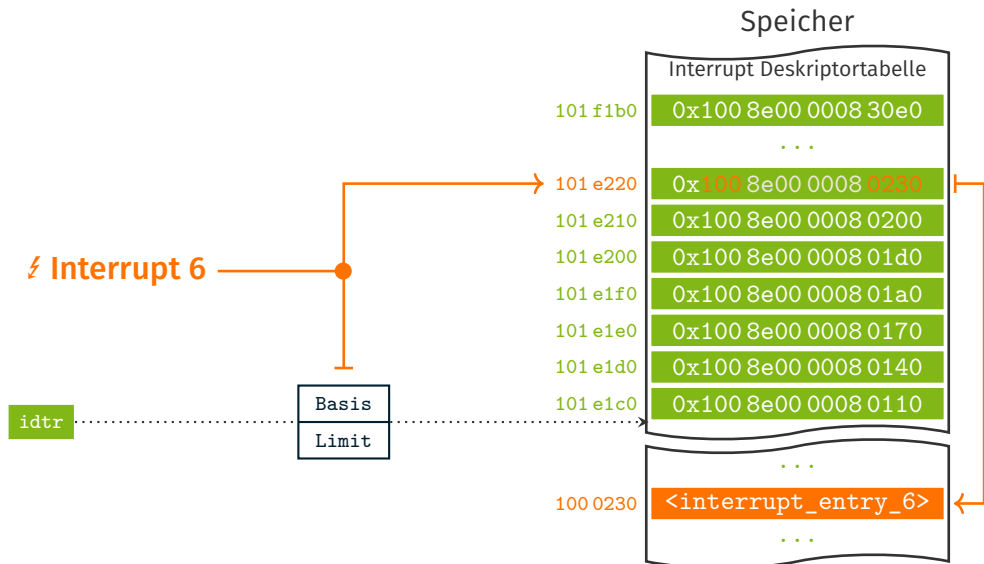 Speicher
Interrupt Deskriptortabelle
101 f1b0 0x100 8e00 0008 30e0
...
101 e220 0x100 8e00 0008 0230
101 e210 0x100 8e00 0008 0200
⚡ Interrupt 6
101 e200 0x100 8e00 0008 01d0
101 e1f0 0x100 8e00 0008 01a0
101 e1e0 0x100 8e00 0008 0170
101 e1d0 0x100 8e00 0008 0140
Basis
101 e1c0 0x100 8e00 0008 0110
idtr
Limit
...
100 0230 <interrupt_entry_6>
...